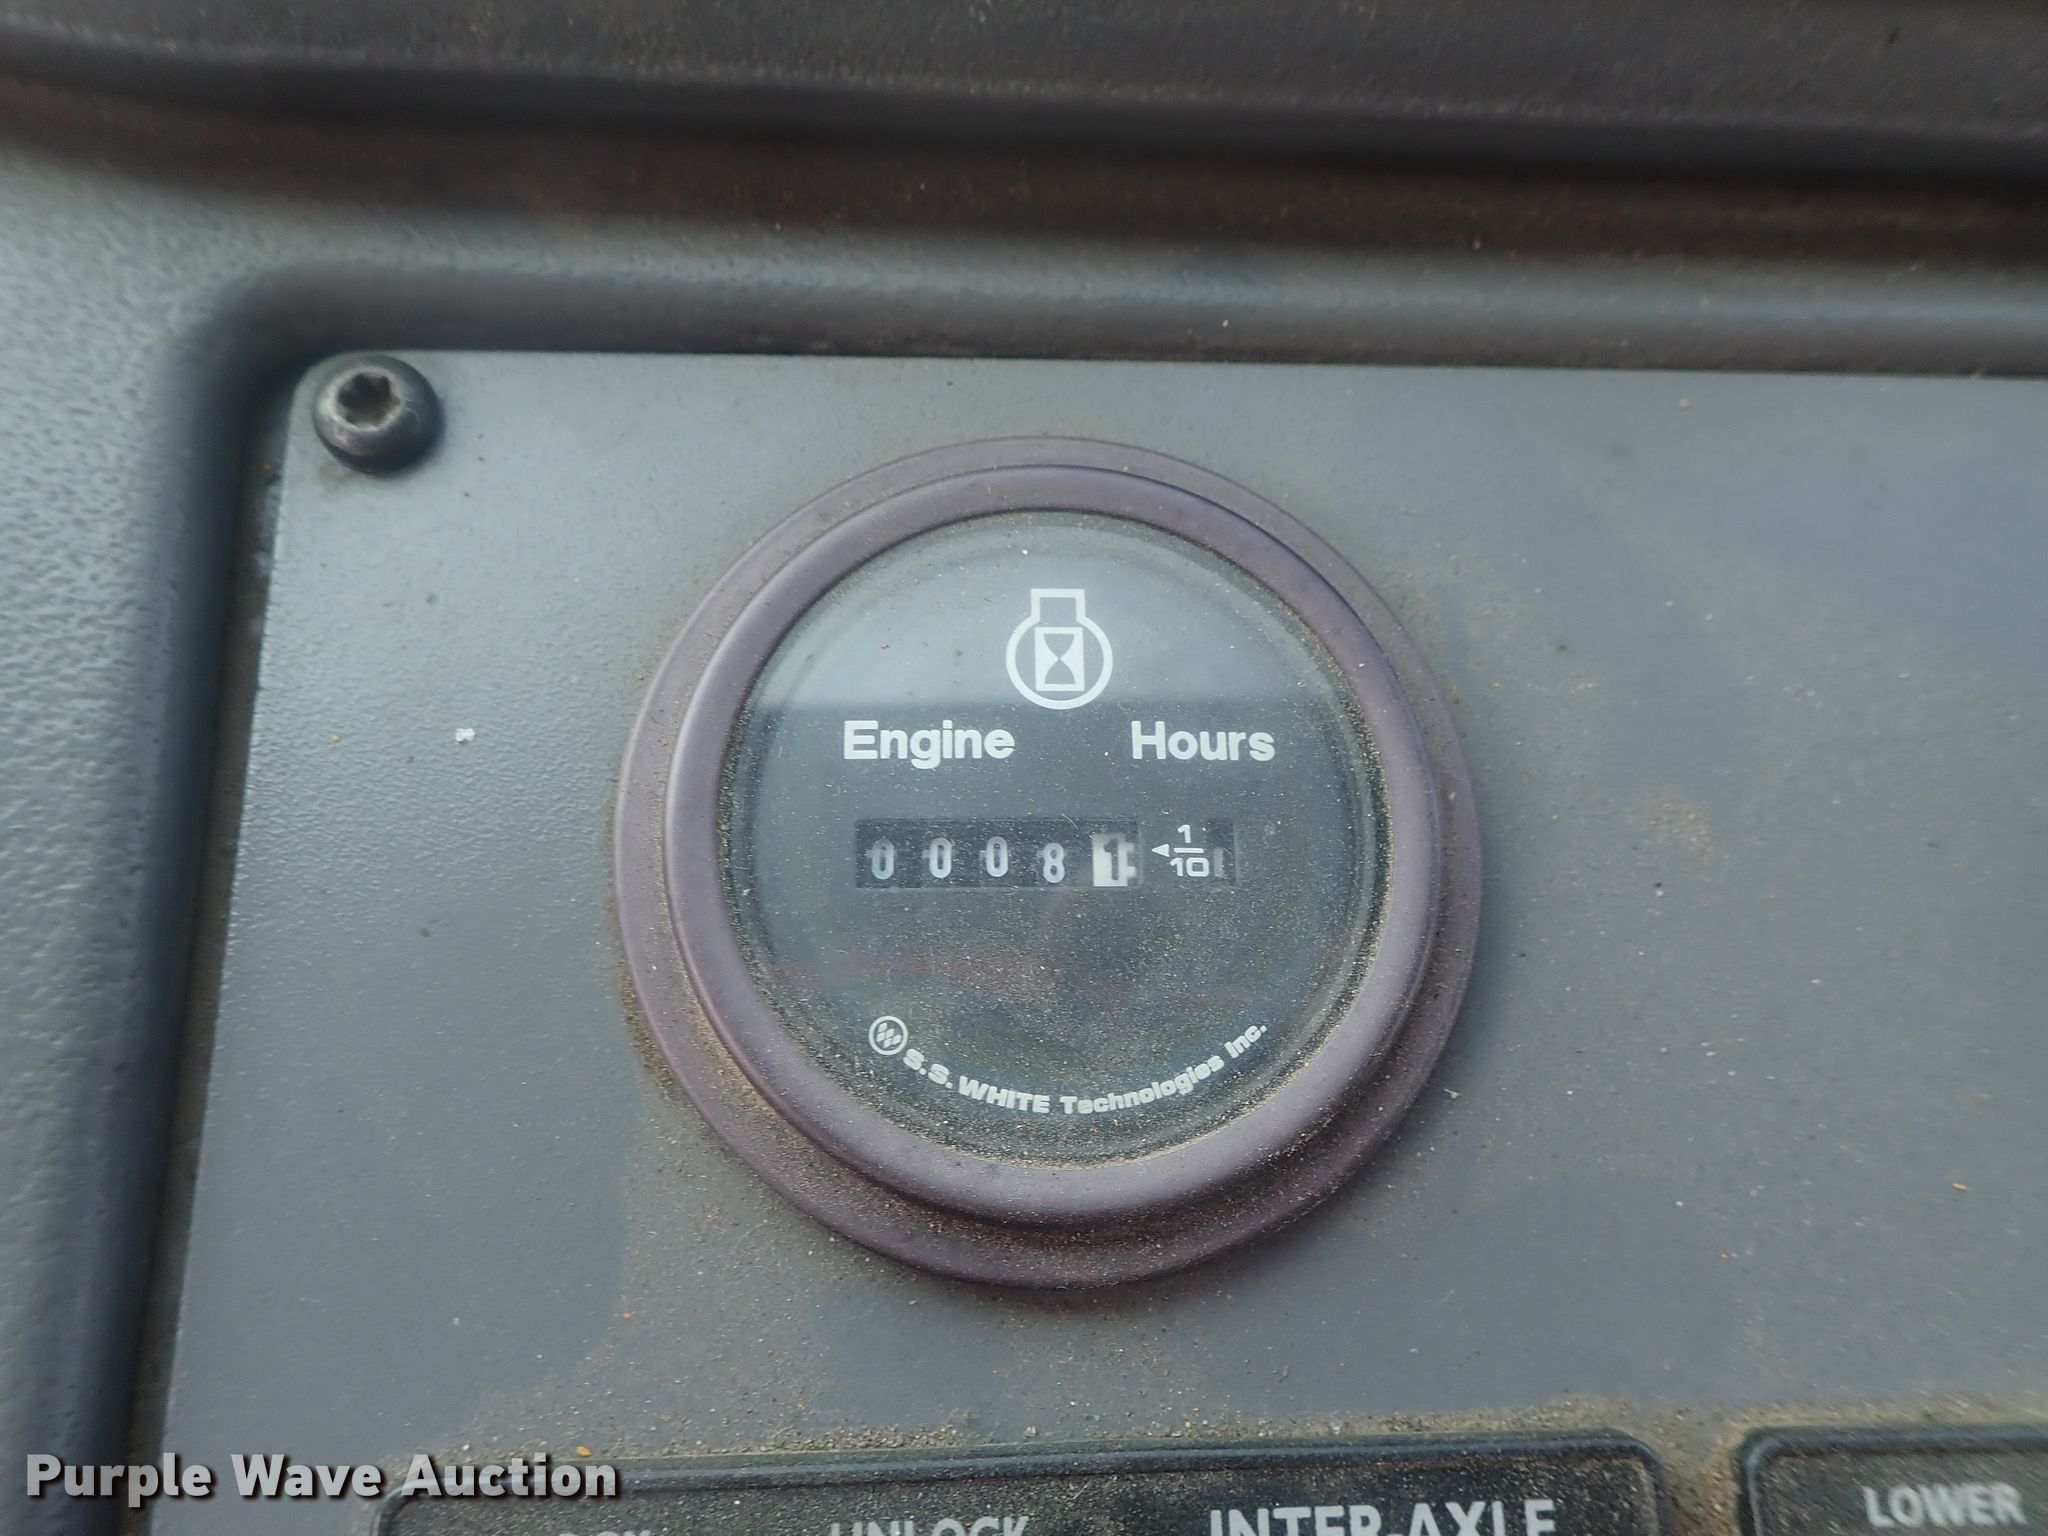 Engine Hours
0 0 0 8 1 ◄ 1/10
S.S. WHITE Technologies Inc.
UNLOCK INTER-AXLE LOWER
Purple Wave Auction